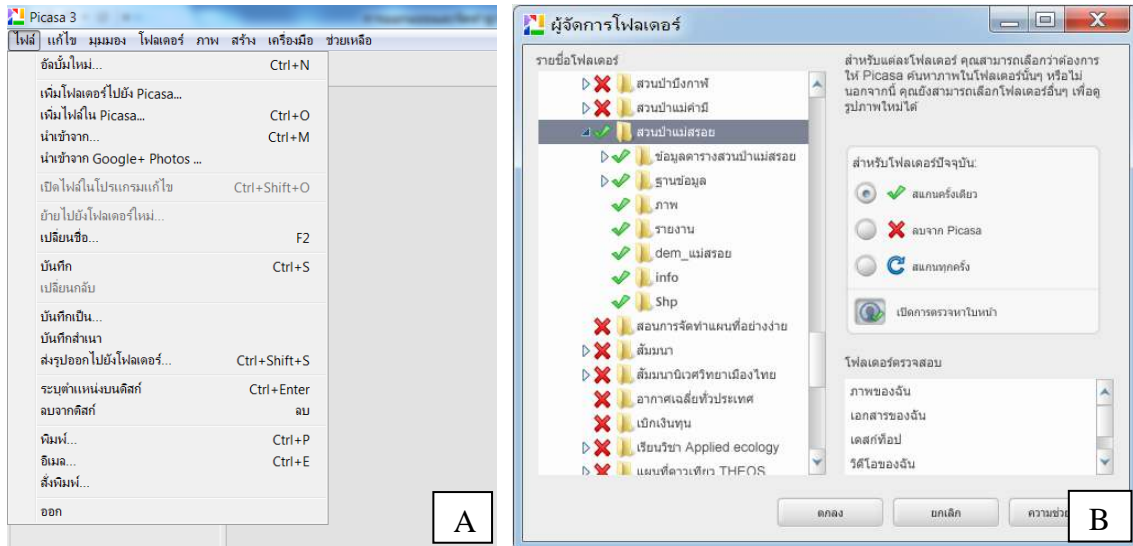 Picasa 3
ไฟล์ แก้ไข มุมมอง โฟลเดอร์ ภาพ สร้าง เครื่องมือ ช่วยเหลือ
อัลบั้มใหม่... Ctrl+N
เพิ่มโฟลเดอร์ไปยัง Picasa...
เพิ่มไฟล์ใน Picasa... Ctrl+O
นำเข้าจาก... Ctrl+M
นำเข้าจาก Google+ Photos ...
เปิดไฟล์ในโปรแกรมแก้ไข Ctrl+Shift+O
ย้ายไปยังโฟลเดอร์ใหม่...
เปลี่ยนชื่อ... F2
บันทึก Ctrl+S
เปลี่ยนกลับ
บันทึกเป็น...
บันทึกสำเนา
ส่งรูปออกไปยังโฟลเดอร์... Ctrl+Shift+S
ระบุตำแหน่งบนดิสก์ Ctrl+Enter
ลบจากดิสก์ ลบ
พิมพ์... Ctrl+P
อีเมล... Ctrl+E
สั่งพิมพ์...
ออก
A
ผู้จัดการโฟลเดอร์
รายชื่อโฟลเดอร์
สวนป่าบึงกาฬ
สวนป่าแม่คำมี
สวนป่าแม่สรอย
ข้อมูลตารางสวนป่าแม่สรอย
ฐานข้อมูล
ภาพ
รายงาน
dem_แม่สรอย
info
Shp
สอนการจัดทำแผนที่อย่างง่าย
สัมมนา
สัมมนานิเวศวิทยาเมืองไทย
อากาศเฉลี่ยทั่วประเทศ
เบิกเงินทุน
เรียนวิชา Applied ecology
แผนที่ดาวเทียว THEOS
สำหรับแต่ละโฟลเดอร์ คุณสามารถเลือกว่าต้องการ
ให้ Picasa ค้นหาภาพในโฟลเดอร์นั้นๆ หรือไม่
นอกจากนี้ คุณยังสามารถเลือกโฟลเดอร์อื่นๆ เพื่อดู
รูปภาพใหม่ได้
สำหรับโฟลเดอร์ปัจจุบัน:
สแกนครั้งเดียว
ลบจาก Picasa
สแกนทุกครั้ง
เปิดการตรวจหาใบหน้า
โฟลเดอร์ตรวจสอบ
ภาพของฉัน
เอกสารของฉัน
เดสก์ท็อป
วิดีโอของฉัน
ตกลง ยกเลิก
B